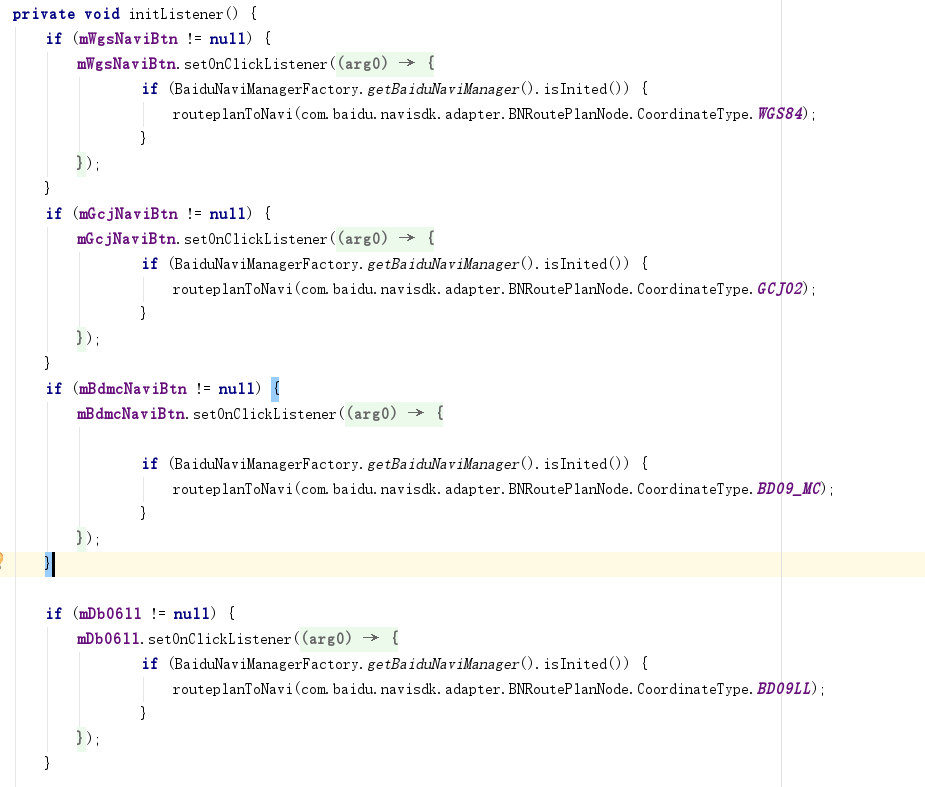 private void initListener() {
if (mWgsNaviBtn != null) {
mWgsNaviBtn.setOnClickListener((arg0) → {
if (BaiduNaviManagerFactory.getBaiduNaviManager().isInited()) {
routeplanToNavi(com.baidu.navisdk.adapter.BNRoutePlanNode.CoordinateType.WGS84);
}
});
}
if (mGcjNaviBtn != null) {
mGcjNaviBtn.setOnClickListener((arg0) → {
if (BaiduNaviManagerFactory.getBaiduNaviManager().isInited()) {
routeplanToNavi(com.baidu.navisdk.adapter.BNRoutePlanNode.CoordinateType.GCJ02);
}
});
}
if (mBdmcNaviBtn != null) {
mBdmcNaviBtn.setOnClickListener((arg0) → {
if (BaiduNaviManagerFactory.getBaiduNaviManager().isInited()) {
routeplanToNavi(com.baidu.navisdk.adapter.BNRoutePlanNode.CoordinateType.BD09_MC);
}
});
}
if (mDb06ll != null) {
mDb06ll.setOnClickListener((arg0) → {
if (BaiduNaviManagerFactory.getBaiduNaviManager().isInited()) {
routeplanToNavi(com.baidu.navisdk.adapter.BNRoutePlanNode.CoordinateType.BD09LL);
}
});
}